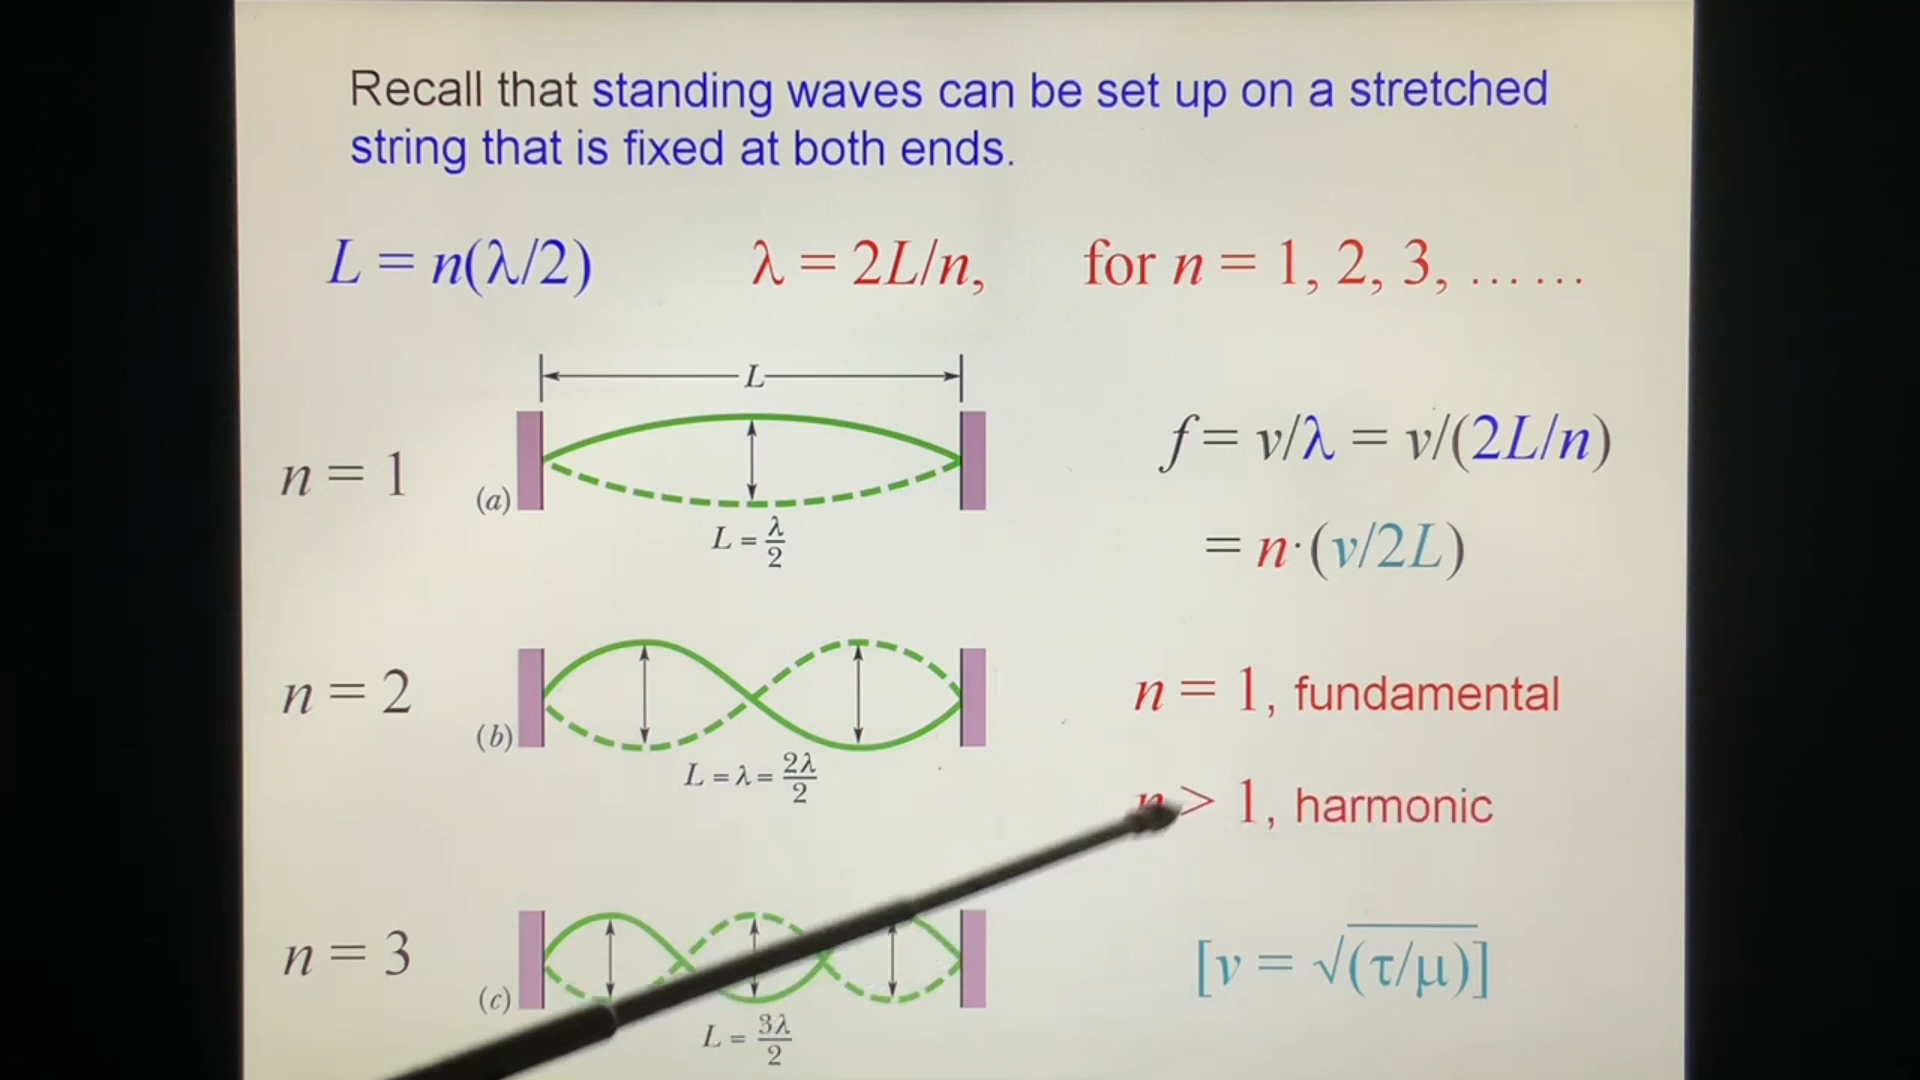 Recall that standing waves can be set up on a stretched
string that is fixed at both ends.
L = n(λ/2)    λ = 2L/n,    for n = 1, 2, 3, ……
L
n = 1
(a)
L = λ/2
f = v/λ = v/(2L/n)
= n·(v/2L)
n = 2
(b)
L = λ = 2λ/2
n = 1, fundamental
n > 1, harmonic
n = 3
(c)
L = 3λ/2
[v = √(τ/μ)]